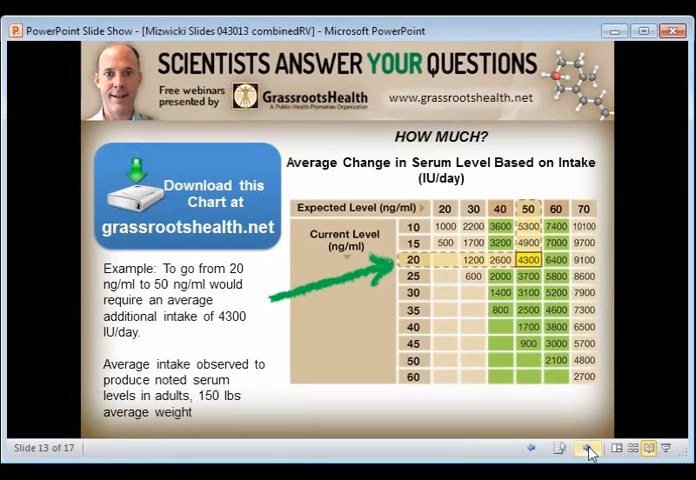 PowerPoint Slide Show - [Mizwicki Slides 043013 combinedRV] - Microsoft PowerPoint
SCIENTISTS ANSWER YOUR QUESTIONS
Free webinars
presented by
GrassrootsHealth
A Public Health Promotion Organization
www.grassrootshealth.net
HOW MUCH?
Average Change in Serum Level Based on Intake
(IU/day)
Download this
Chart at
grassrootshealth.net
Example: To go from 20
ng/ml to 50 ng/ml would
require an average
additional intake of 4300
IU/day.
Average intake observed to
produce noted serum
levels in adults, 150 lbs
average weight
Expected Level (ng/ml) 20 30 40 50 60 70
Current Level
(ng/ml)
10 1000 2200 3600 5300 7400 10100
15 500 1700 3200 4900 7000 9700
20 1200 2600 4300 6400 9100
25 600 2000 3700 5800 8600
30 1400 3100 5200 7900
35 800 2500 4600 7300
40 1700 3800 6500
45 900 3000 5700
50 2100 4800
60 2700
Slide 13 of 17